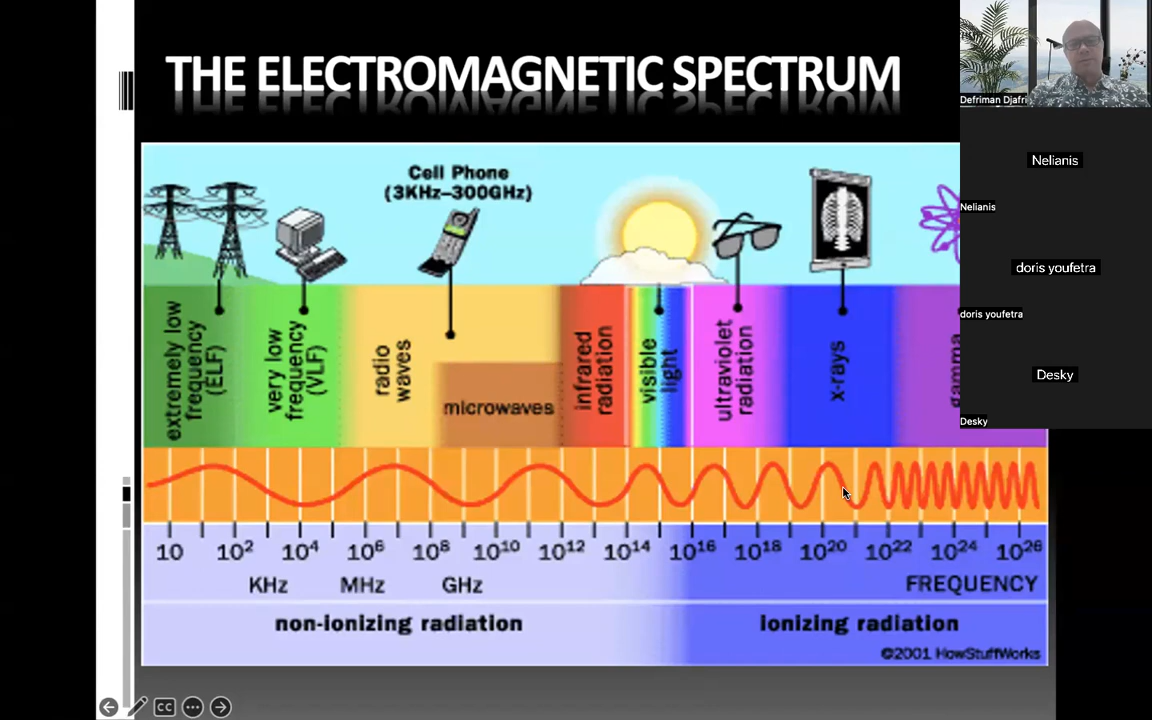 THE ELECTROMAGNETIC SPECTRUM
Cell Phone
(3KHz–300GHz)
extremely low
frequency
(ELF)
very low
frequency
(VLF)
radio
waves
microwaves
infrared
radiation
visible
light
ultraviolet
radiation
x-rays
gamma
10 10² 10⁴ 10⁶ 10⁸ 10¹⁰ 10¹² 10¹⁴ 10¹⁶ 10¹⁸ 10²⁰ 10²² 10²⁴ 10²⁶
KHz MHz GHz FREQUENCY
non-ionizing radiation ionizing radiation
©2001 HowStuffWorks
Defriman Djafri
Nelianis
Nelianis
doris youfetra
doris youfetra
Desky
Desky
CC